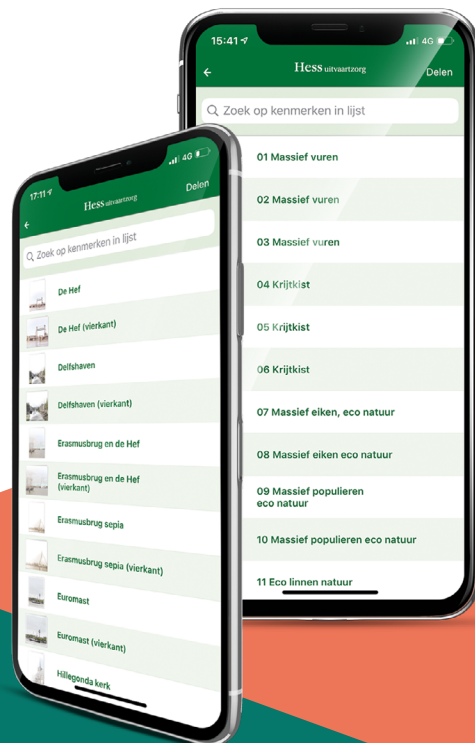 17:11
4G
Hess uitvaartzorg
Delen
Zoek op kenmerken in lijst
De Hef
De Hef (vierkant)
Delfshaven
Delfshaven (vierkant)
Erasmusbrug en de Hef
Erasmusbrug en de Hef
(vierkant)
Erasmusbrug sepia
Erasmusbrug sepia (vierkant)
Euromast
Euromast (vierkant)
Hillegonda kerk
15:41
4G
Hess uitvaartzorg
Delen
Zoek op kenmerken in lijst
01 Massief vuren
02 Massief vuren
03 Massief vuren
04 Krijtkist
05 Krijtkist
06 Krijtkist
07 Massief eiken, eco natuur
08 Massief eiken eco natuur
09 Massief populieren
eco natuur
10 Massief populieren eco natuur
11 Eco linnen natuur